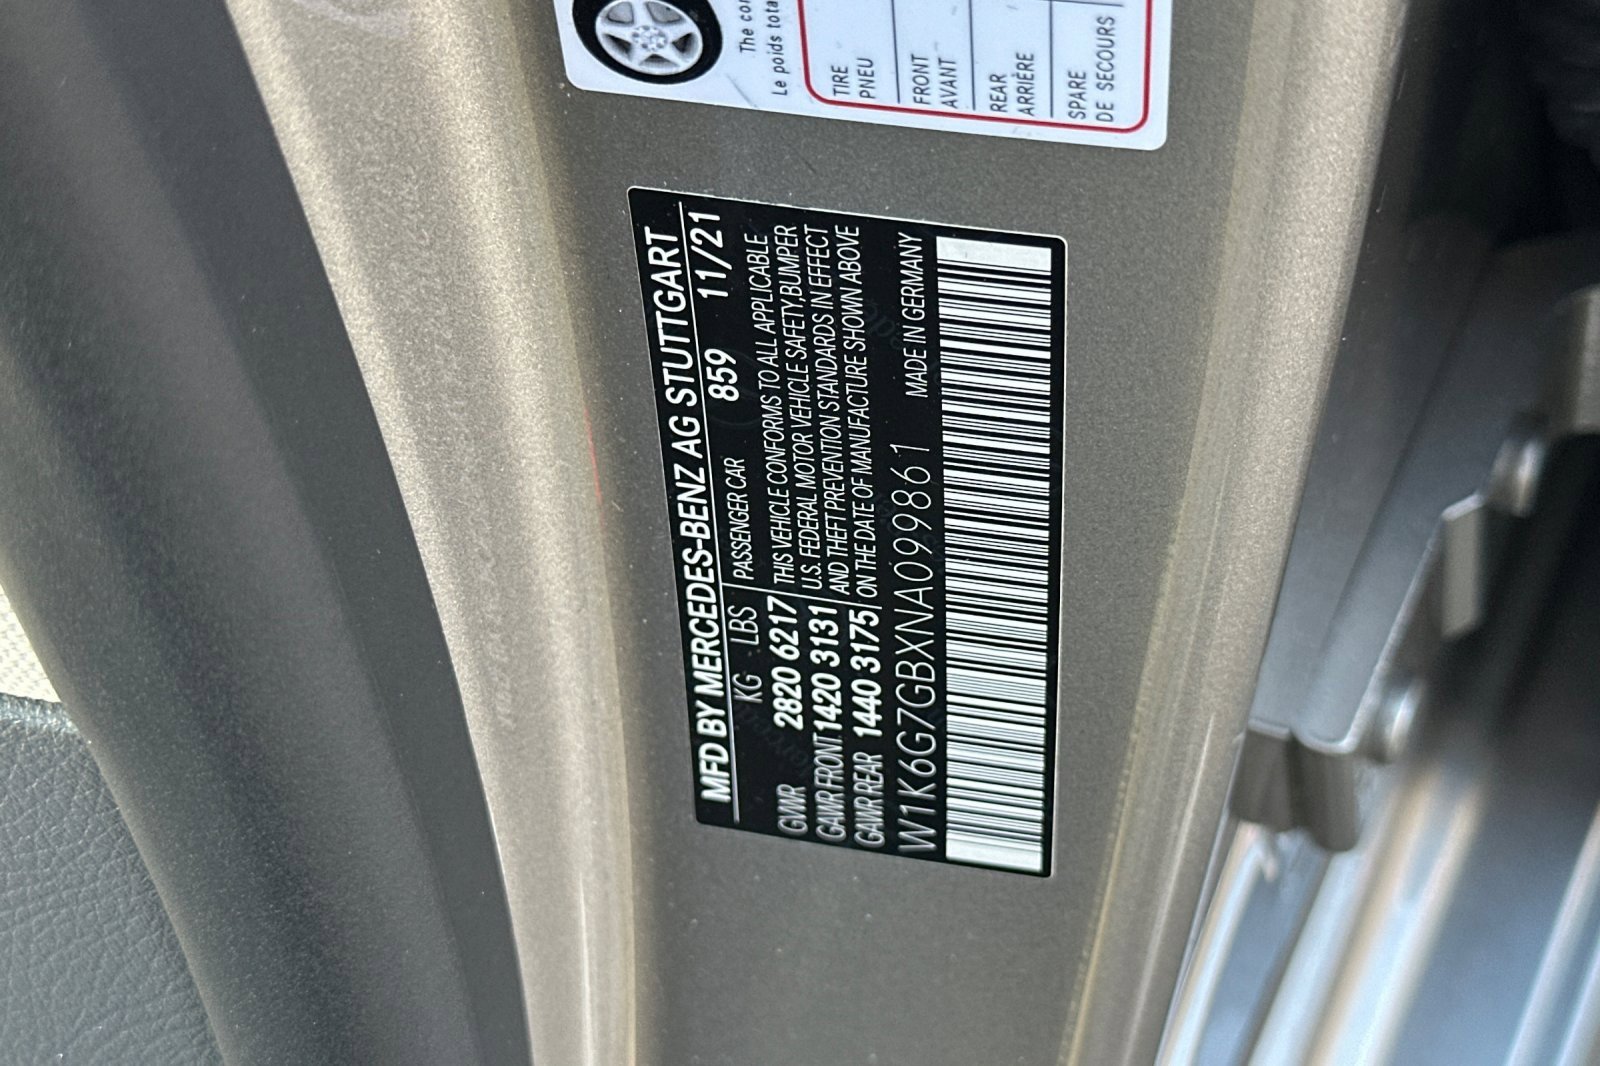 The
Le poids
TIRE
PNEU
FRONT
AVANT
REAR
ARRIÈRE
SPARE
DE SECOURS
MFD BY MERCEDES-BENZ AG STUTTGART
KG LBS PASSENGER CAR 859 11/21
GVWR 2820 6217 THIS VEHICLE CONFORMS TO ALL APPLICABLE
GAWR FRONT 1420 3131 U.S. FEDERAL MOTOR VEHICLE SAFETY,BUMPER
GAWR REAR 1440 3175 AND THEFT PREVENTION STANDARDS IN EFFECT
ON THE DATE OF MANUFACTURE SHOWN ABOVE
W1K6G7GBXNA099861 MADE IN GERMANY